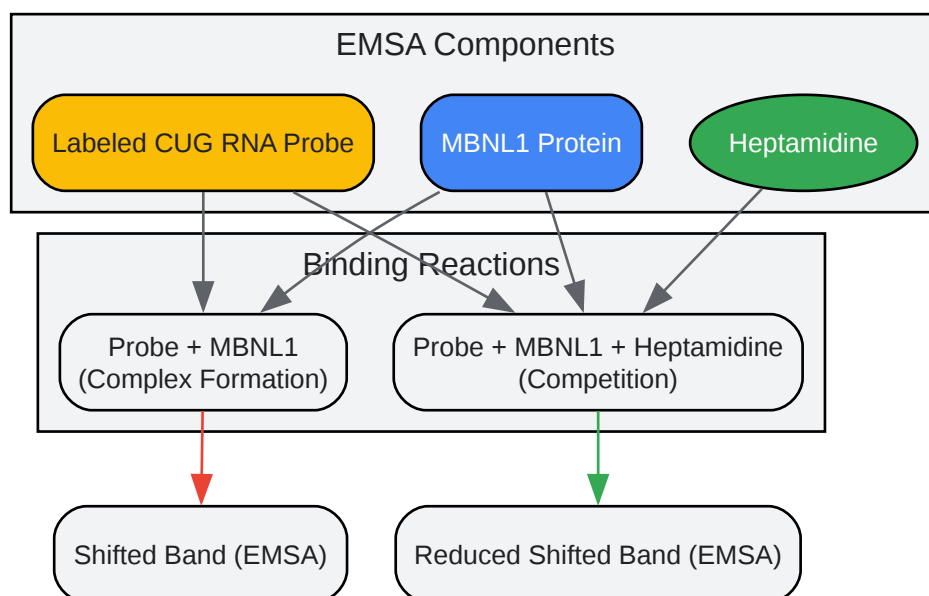 EMSA Components
Labeled CUG RNA Probe
MBNL1 Protein
Heptamidine
Binding Reactions
Probe + MBNL1
(Complex Formation)
Probe + MBNL1 + Heptamidine
(Competition)
Shifted Band (EMSA)
Reduced Shifted Band (EMSA)